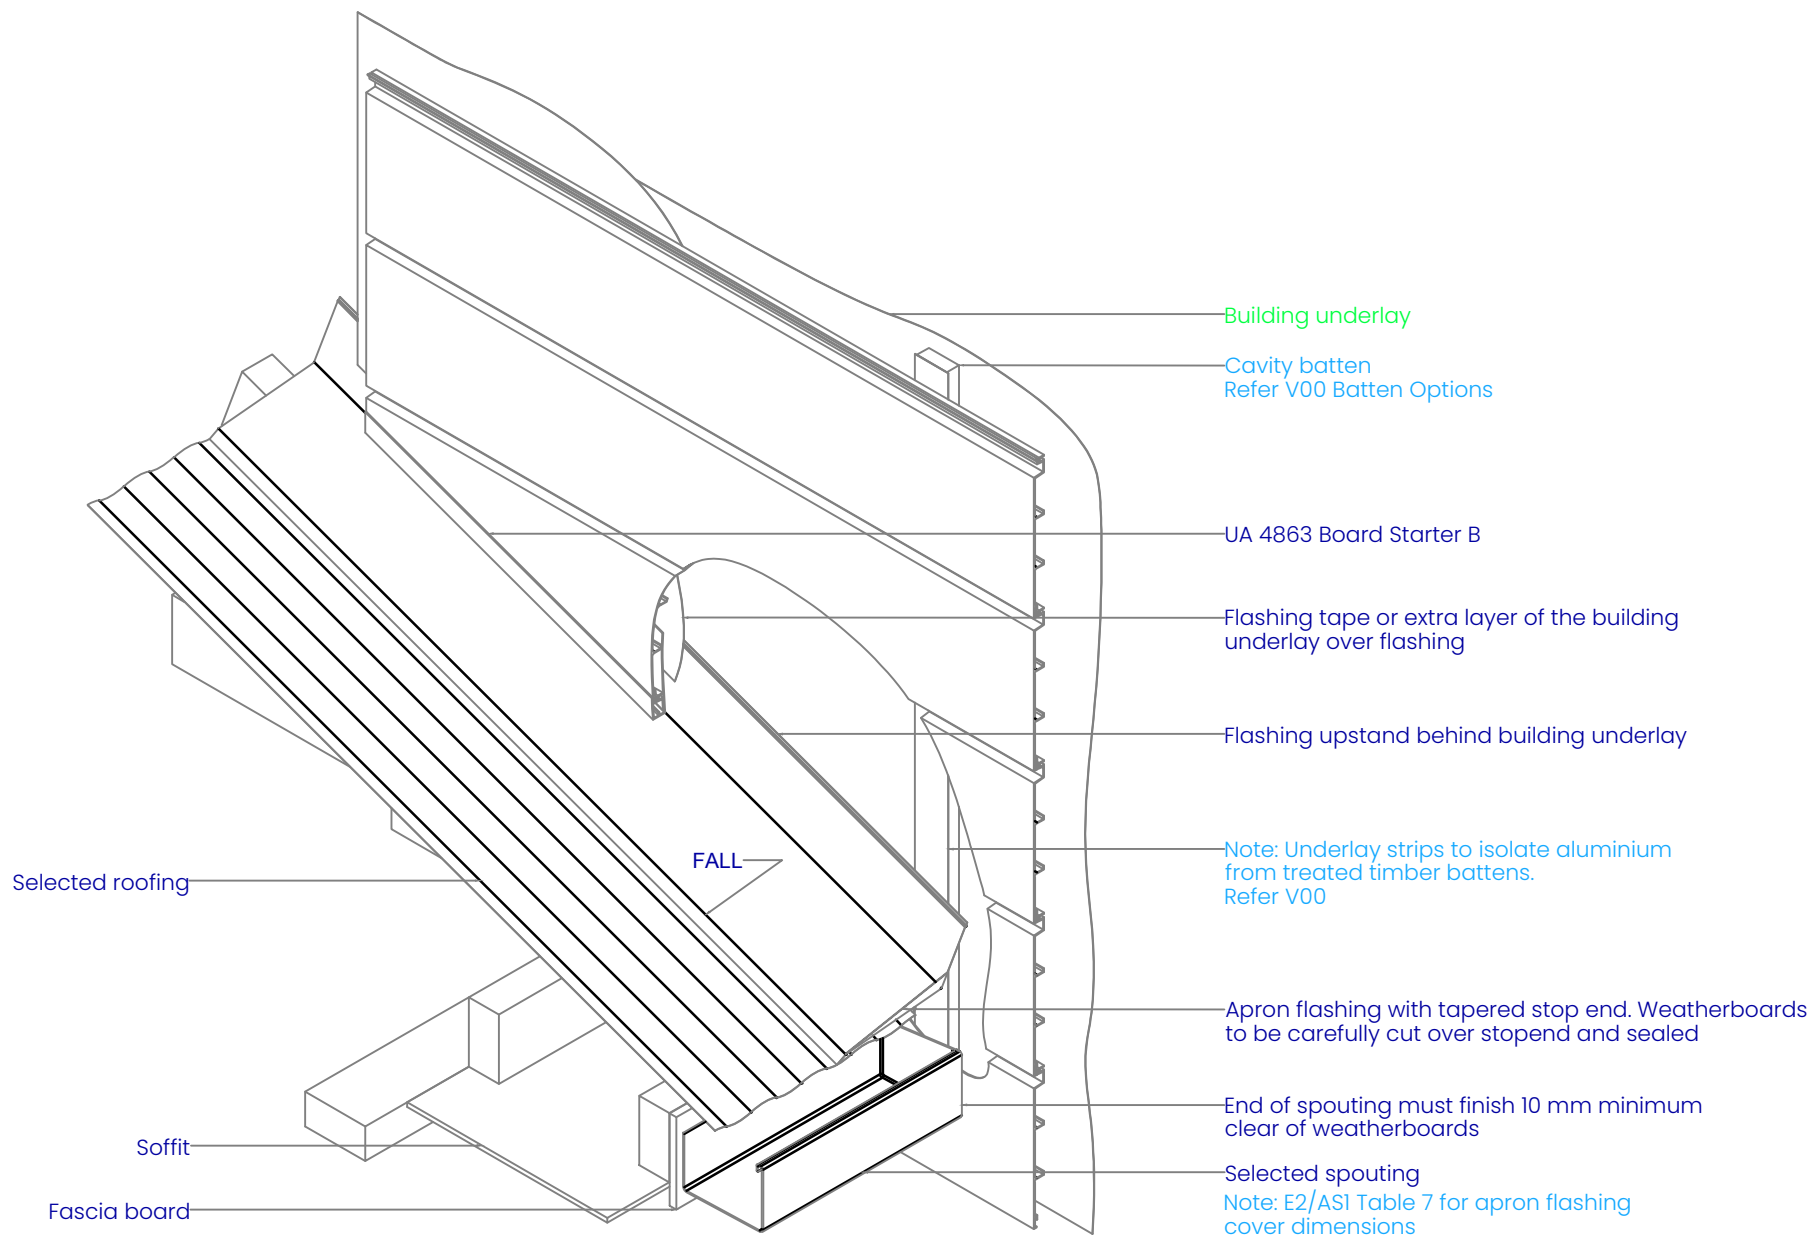 Building underlay
Cavity batten
Refer V00 Batten Options
UA 4863 Board Starter B
Flashing tape or extra layer of the building
underlay over flashing
Flashing upstand behind building underlay
Note: Underlay strips to isolate aluminium
from treated timber battens.
Refer V00
FALL
Selected roofing
Apron flashing with tapered stop end. Weatherboards
to be carefully cut over stopend and sealed
End of spouting must finish 10 mm minimum
clear of weatherboards
Soffit
Selected spouting
Note: E2/AS1 Table 7 for apron flashing
cover dimensions
Fascia board